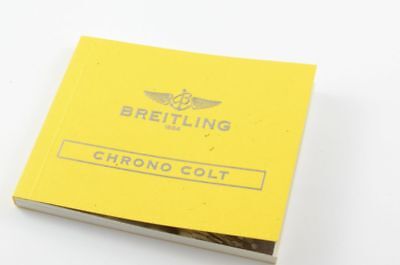 B
BREITLING
1884
CHRONO COLT